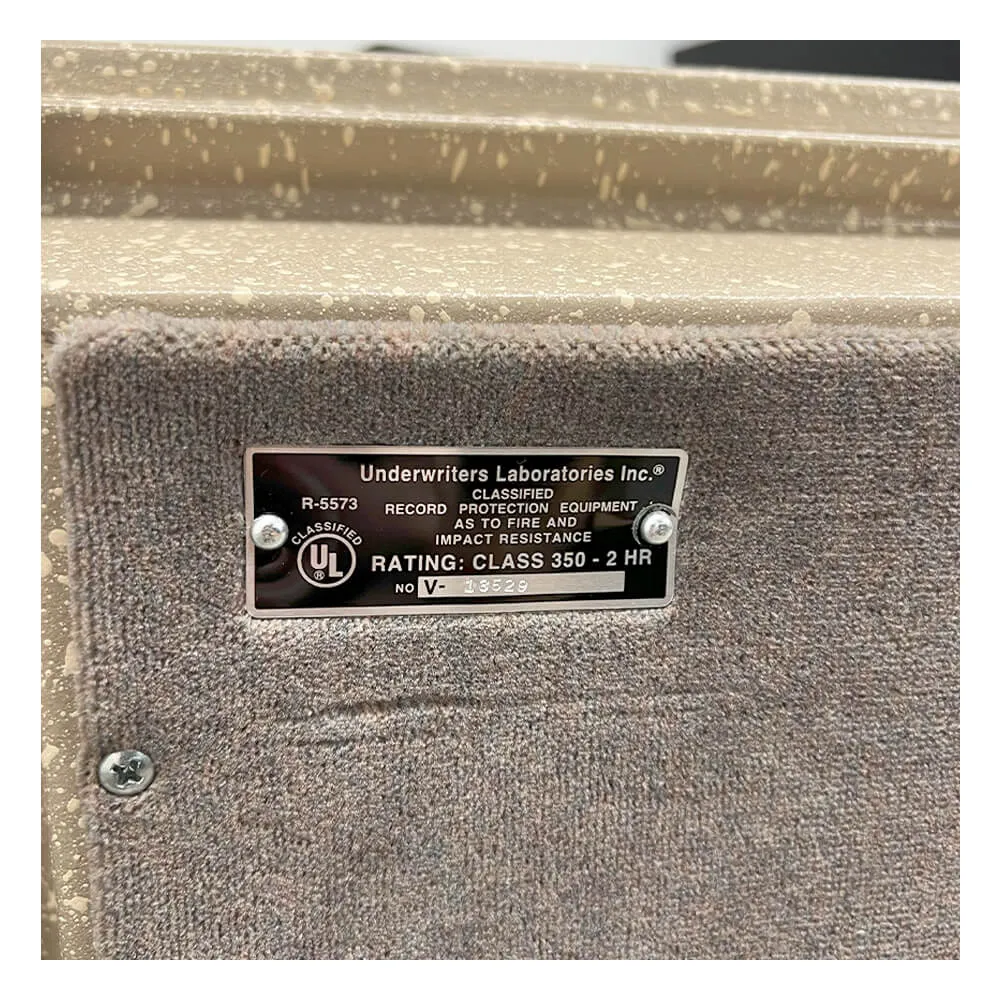 Underwriters Laboratories Inc.®
CLASSIFIED
R-5573
RECORD PROTECTION EQUIPMENT
AS TO FIRE AND
IMPACT RESISTANCE
CLASSIFIED
UL®
RATING: CLASS 350 - 2 HR
NO V- 18529